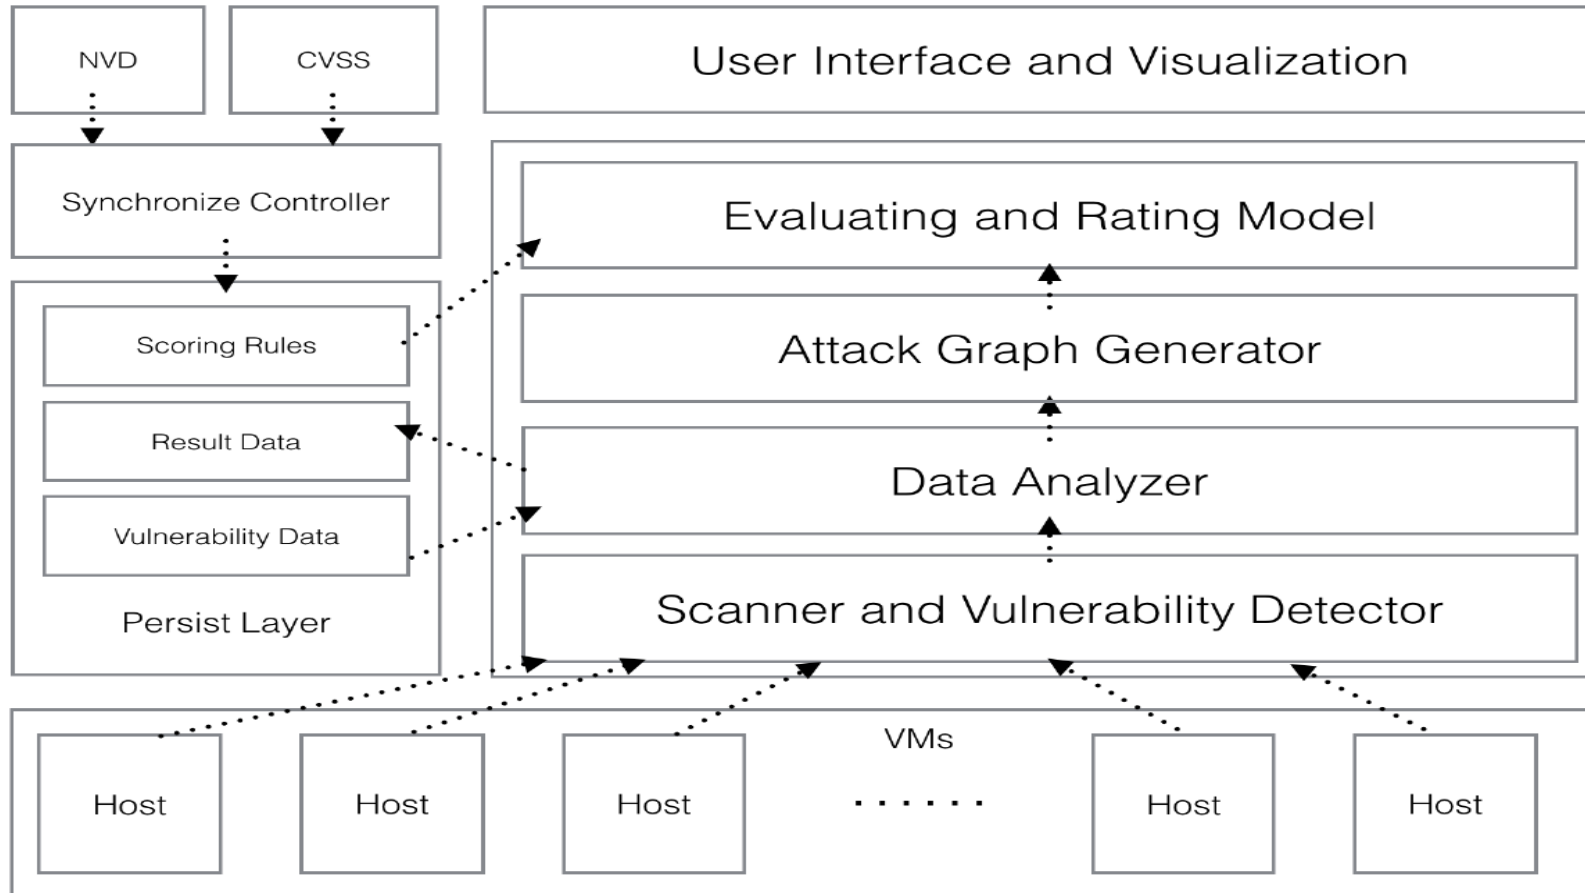 NVD
CVSS
User Interface and Visualization
Synchronize Controller
Evaluating and Rating Model
Scoring Rules
Attack Graph Generator
Result Data
Data Analyzer
Vulnerability Data
Persist Layer
Scanner and Vulnerability Detector
VMs
Host
Host
Host
......
Host
Host